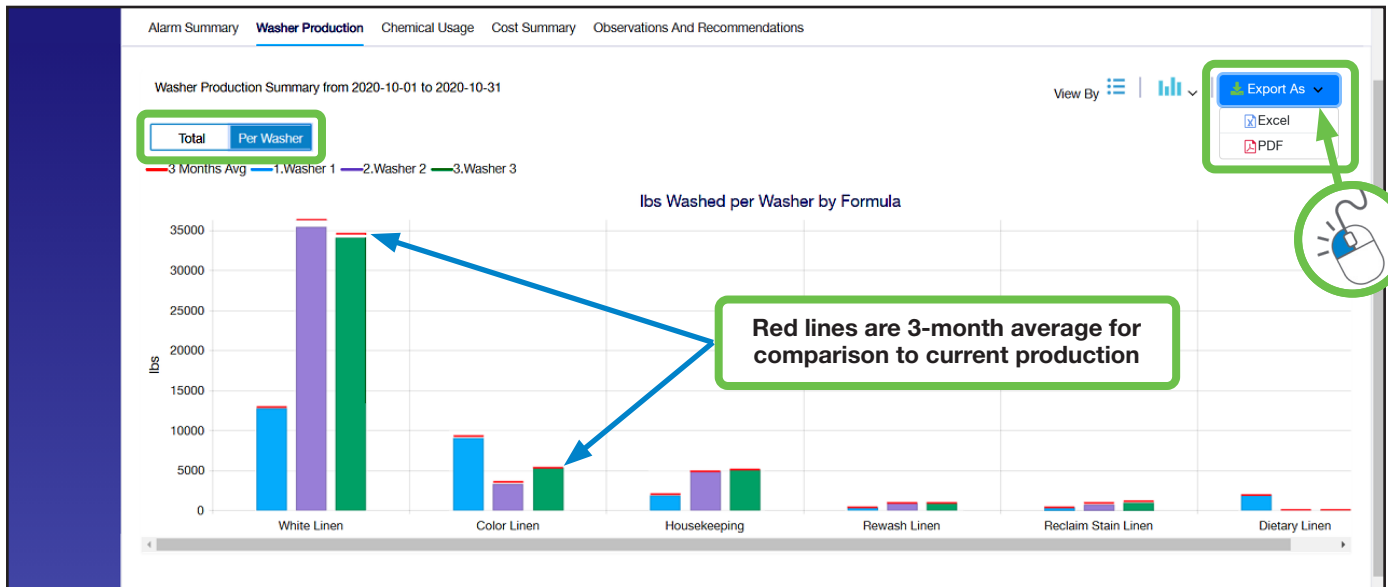 Alarm Summary Washer Production Chemical Usage Cost Summary Observations And Recommendations
Washer Production Summary from 2020-10-01 to 2020-10-31
View By
Export As
Excel
PDF
Total Per Washer
3 Months Avg 1.Washer 1 2.Washer 2 3.Washer 3
lbs Washed per Washer by Formula
35000
30000
25000
20000
15000
10000
5000
0
lbs
Red lines are 3-month average for
comparison to current production
White Linen Color Linen Housekeeping Rewash Linen Reclaim Stain Linen Dietary Linen